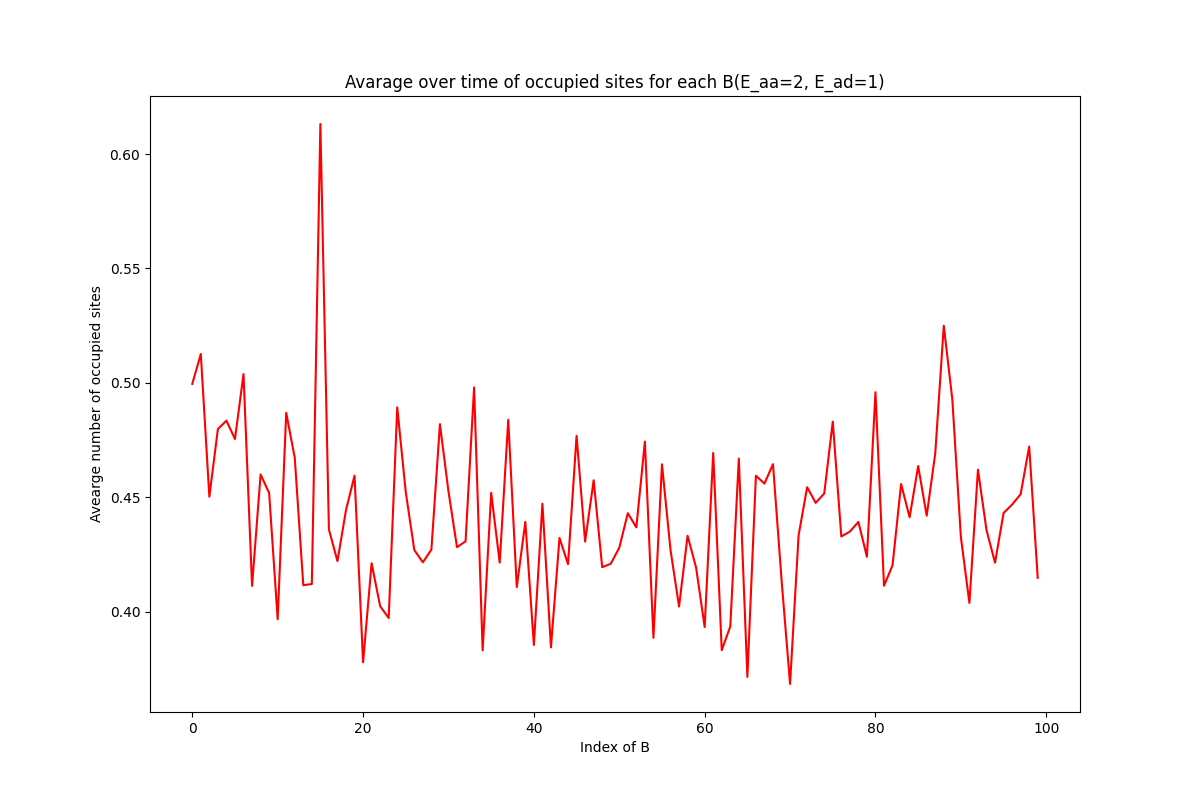 Avarage over time of occupied sites for each B(E_aa=2, E_ad=1)
0.60
0.55
0.50
0.45
0.40
Avearge number of occupied sites
0 20 40 60 80 100
Index of B